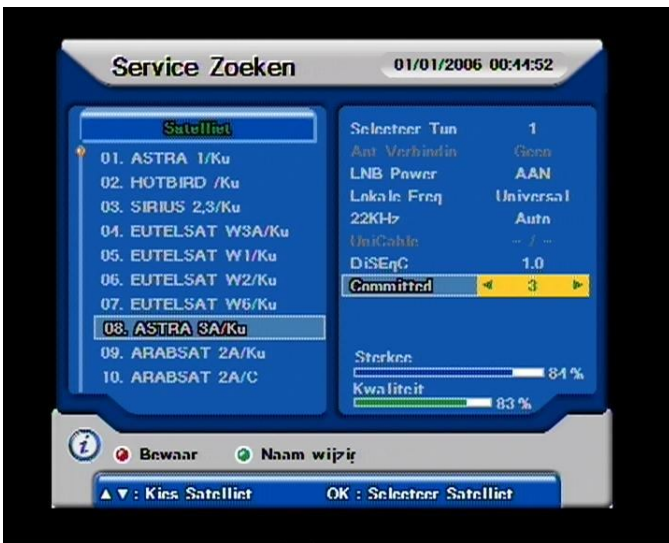 Service Zoeken
01/01/2006 00:44:52
Satelliet
01. ASTRA 1/Ku
02. HOTBIRD /Ku
03. SIRIUS 2,3/Ku
04. EUTELSAT W3A/Ku
05. EUTELSAT W1/Ku
06. EUTELSAT W2/Ku
07. EUTELSAT W6/Ku
08. ASTRA 3A/Ku
09. ARABSAT 2A/Ku
10. ARABSAT 2A/C
Selecteer Tun 1
Ant Verbindin Geen
LNB Power AAN
Lokale Freq Universal
22KHz Auto
UniCable -- / --
DiSEqC 1.0
Committed 3
Sterkee
84 %
Kwaliteit
83 %
Bewaar Naam wijzig
▲ ▼ : Kies Satelliet OK : Selecteer Satelliet